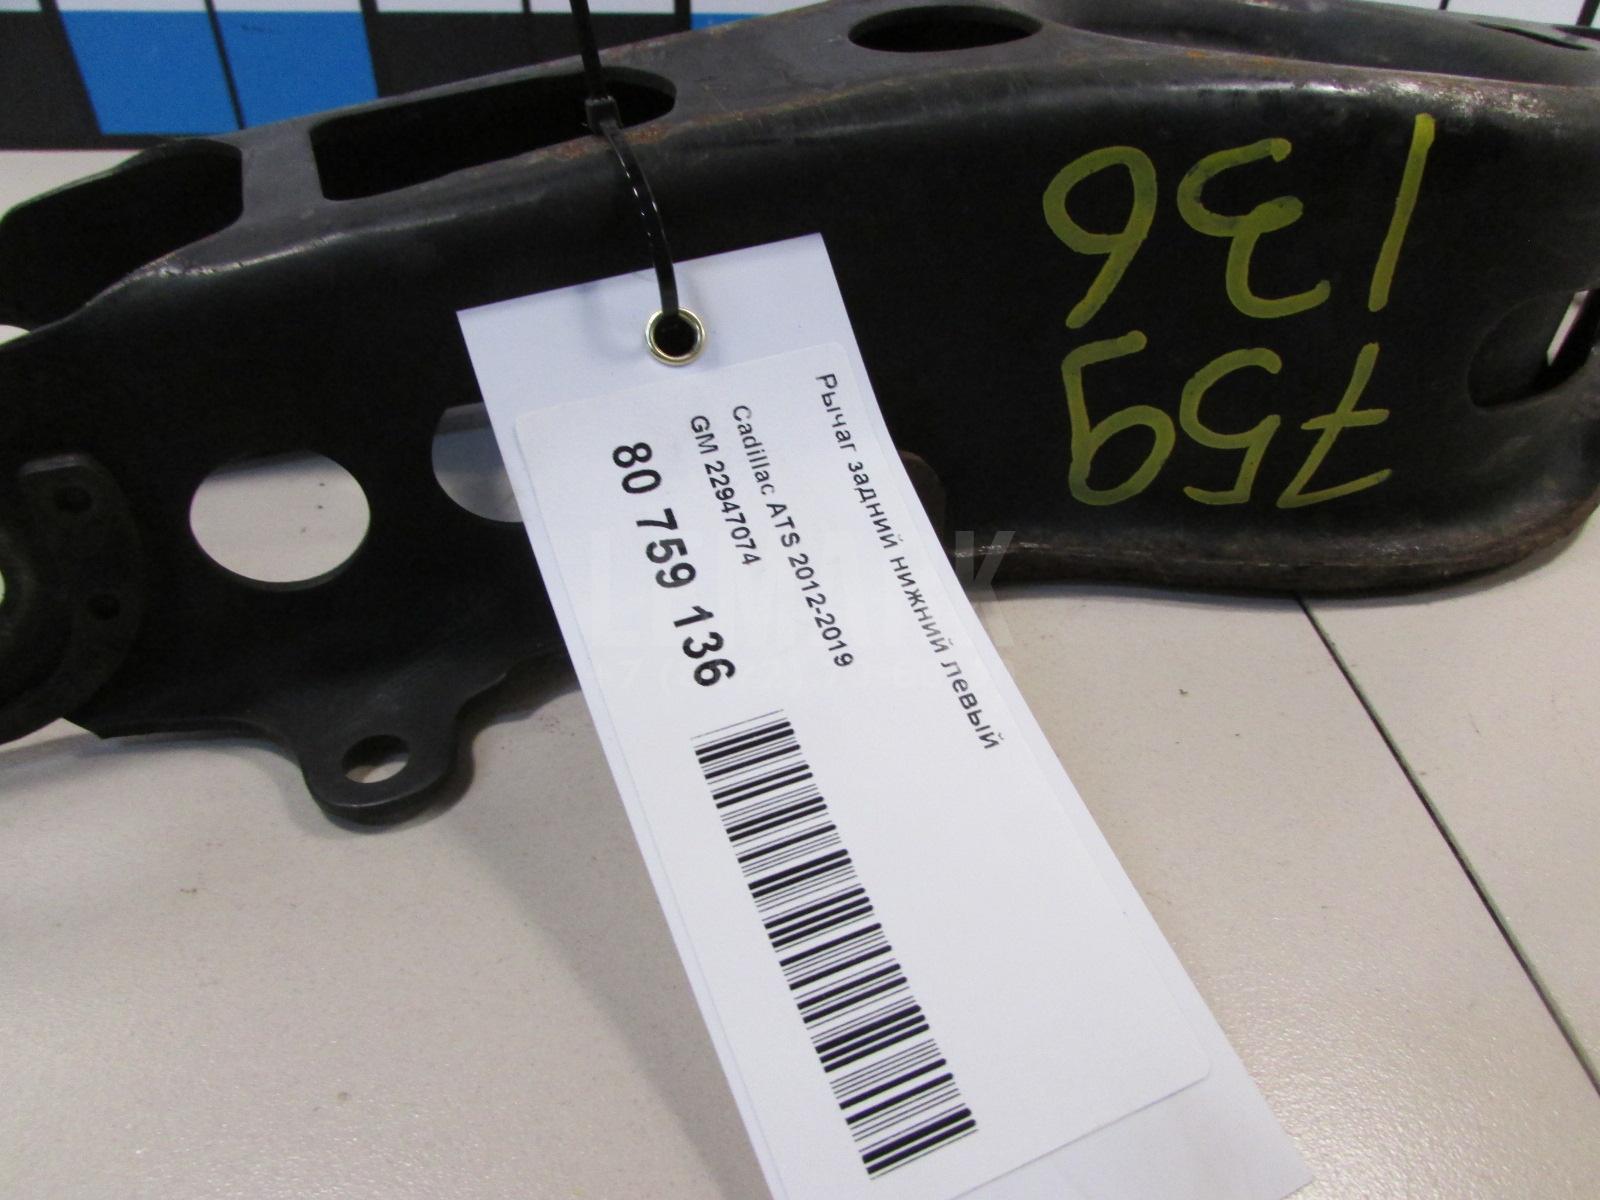 Рычаг задний нижний левый
Cadillac ATS 2012-2019
GM 22947074
80 759 136
759
136